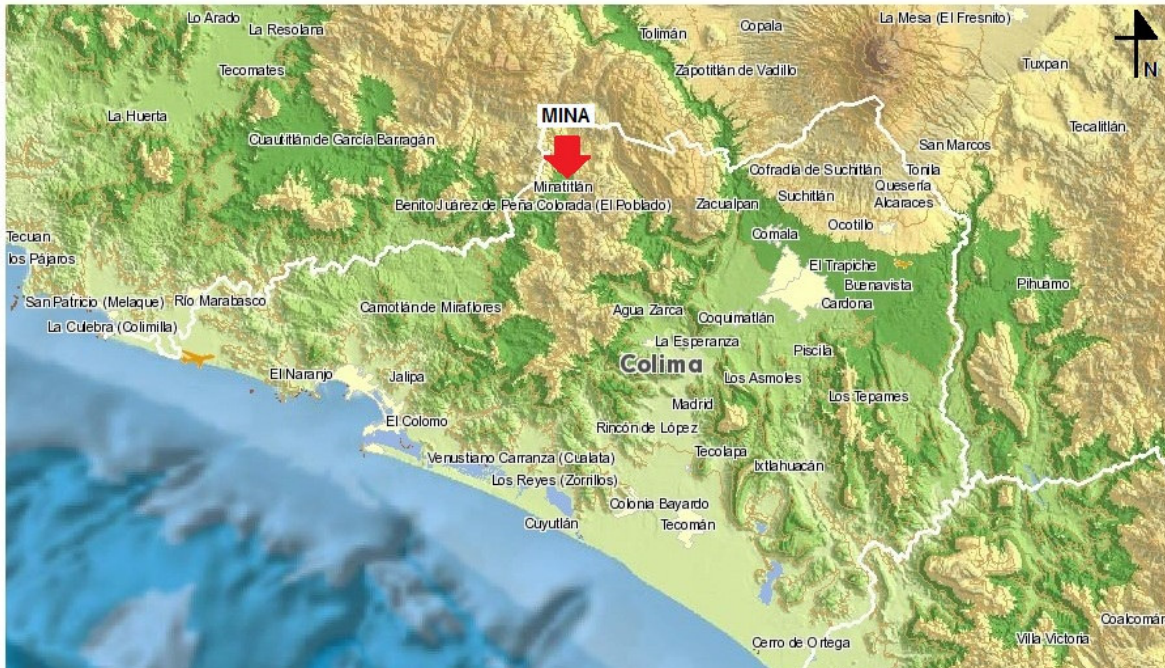 Lo Arado
La Mesa (El Fresnito)
La Resolana
Copala
Tolimán
N
Tuxpan
Tecomates
Zapotitlán de Vadillo
MINA
La Huerta
Tecalitlán
Cuautitlán de García Barragán
San Marcos
Cofradía de Suchitlán
Tonila
Minatitlán
Suchitlán
Quesería
Benito Juárez de Peña Colorada (El Poblado)
Zacualpan
Alcaraces
Ocotillo
Comala
Tecuan
los Pájaros
El Trapiche
Buenavista
Pihuamo
San Patricio (Melaque)
Río Marabasco
Camotlán de Miraflores
Agua Zarca
Cardona
La Culebra (Colimilla)
Coquimatlán
La Esperanza
Piscila
Colima
El Naranjo
Jalipa
Los Asmoles
Los Tepames
Madrid
El Colomo
Rincón de López
Tecolapa
Venustiano Carranza (Cualata)
Ixtlahuacán
Los Reyes (Zorrillos)
Colonia Bayardo
Cuyutlán
Tecomán
Coalcomán
Cerro de Ortega
Villa Victoria